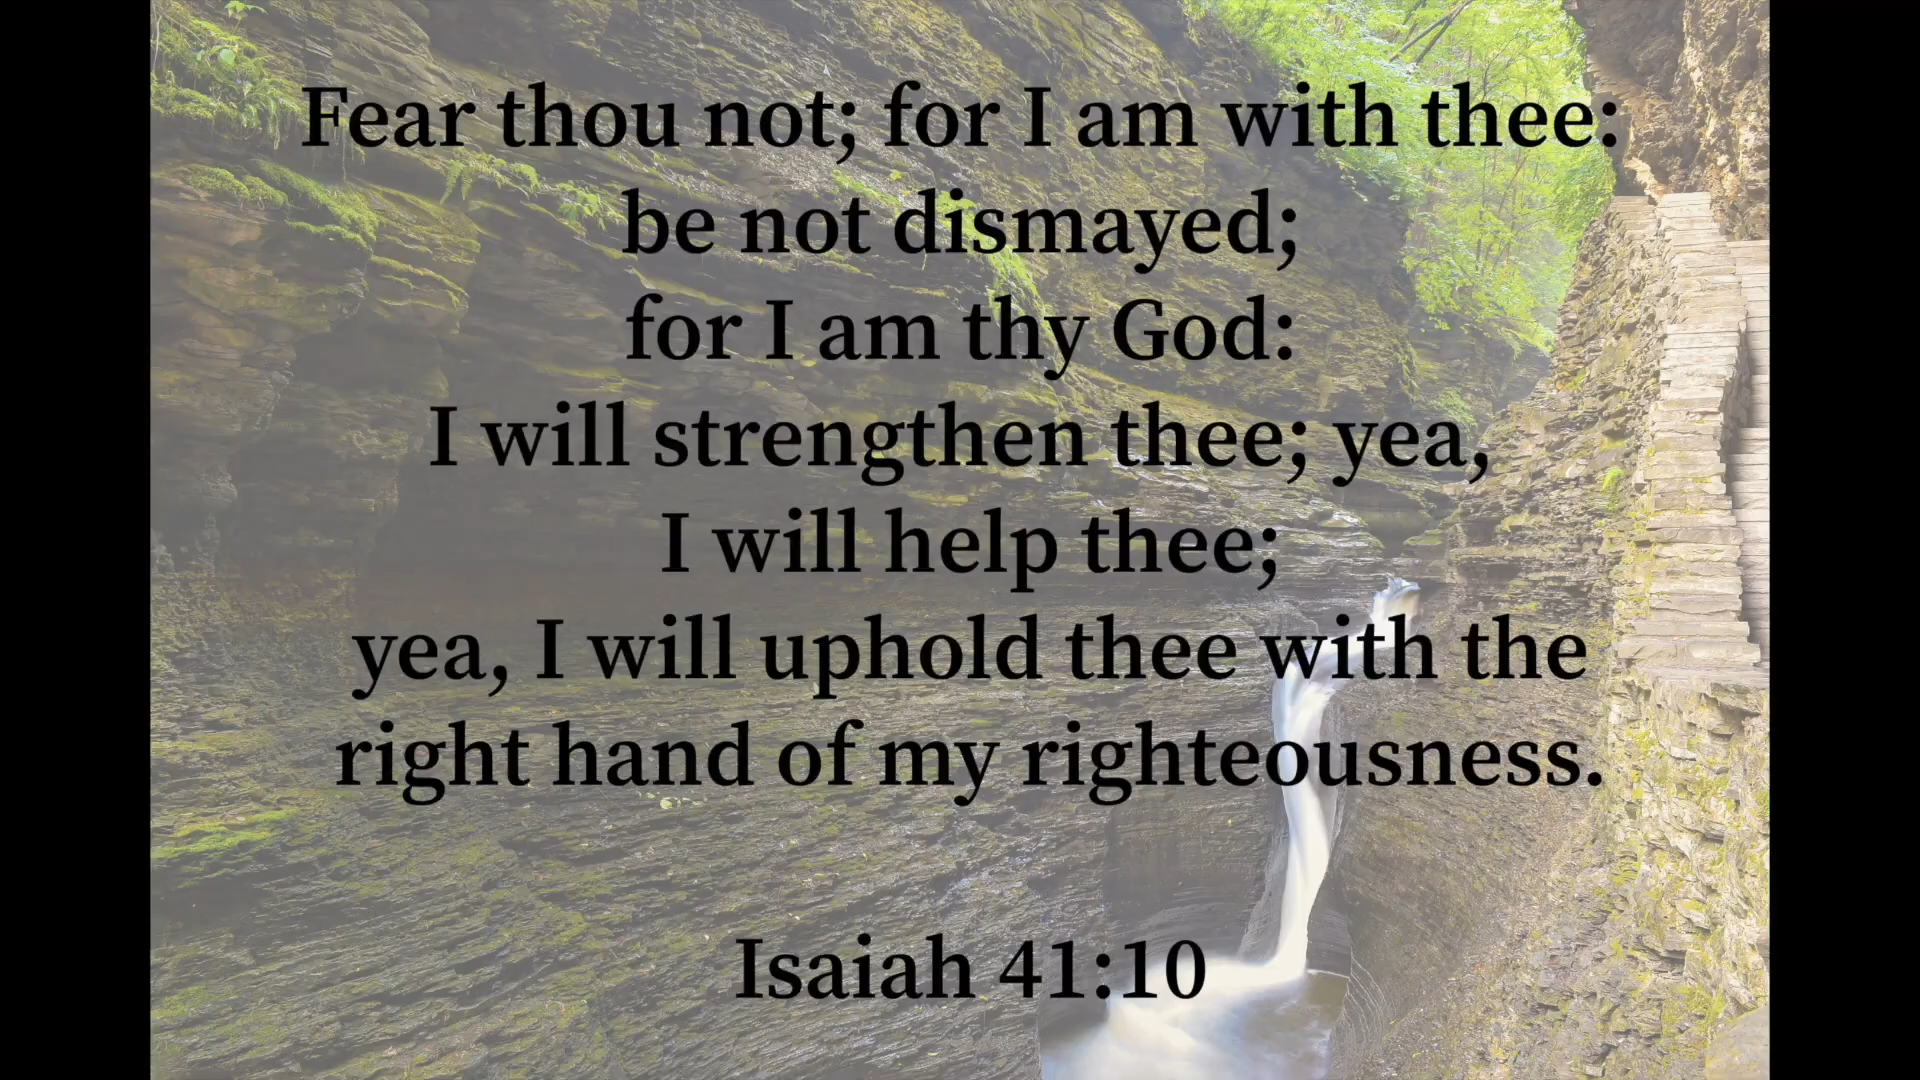 Fear thou not; for I am with thee:
be not dismayed;
for I am thy God:
I will strengthen thee; yea,
I will help thee;
yea, I will uphold thee with the
right hand of my righteousness.
Isaiah 41:10